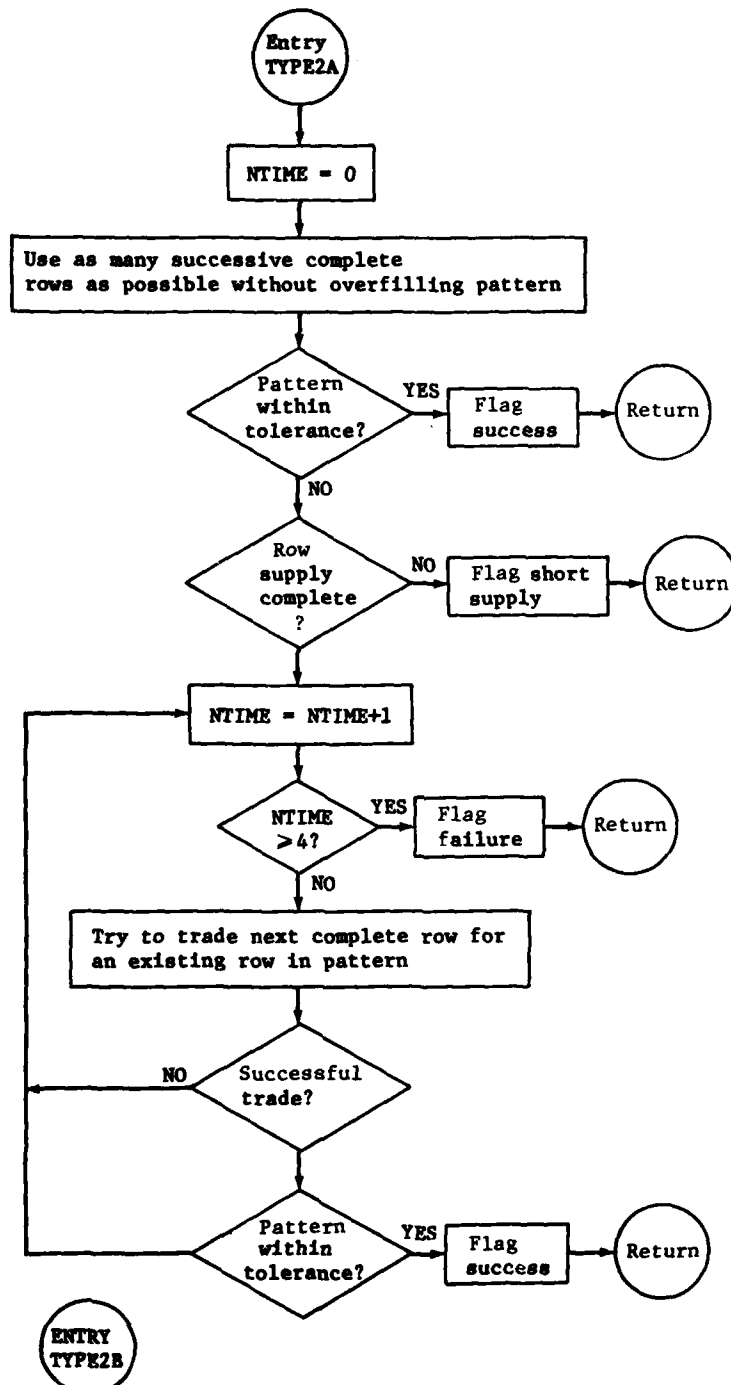 Entry
TYPE2A
NTIME = 0
Use as many successive complete
rows as possible without overfilling pattern
Pattern
within
tolerance?
YES
Flag
success
Return
NO
Row
supply
complete
?
NO
Flag short
supply
Return
NTIME = NTIME+1
NTIME
⩾4?
YES
Flag
failure
Return
NO
Try to trade next complete row for
an existing row in pattern
Successful
trade?
NO
Pattern
within
tolerance?
YES
Flag
success
Return
ENTRY
TYPE2B